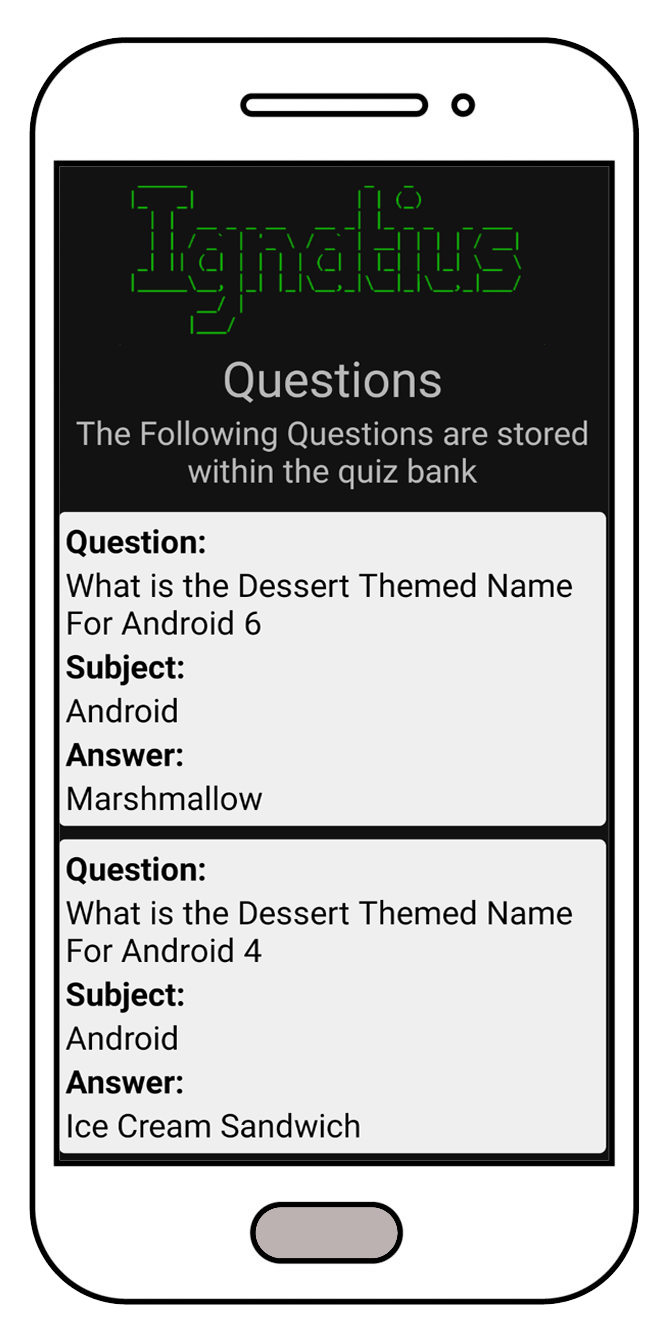 Ignatius
Questions
The Following Questions are stored
within the quiz bank
Question:
What is the Dessert Themed Name
For Android 6
Subject:
Android
Answer:
Marshmallow
Question:
What is the Dessert Themed Name
For Android 4
Subject:
Android
Answer:
Ice Cream Sandwich